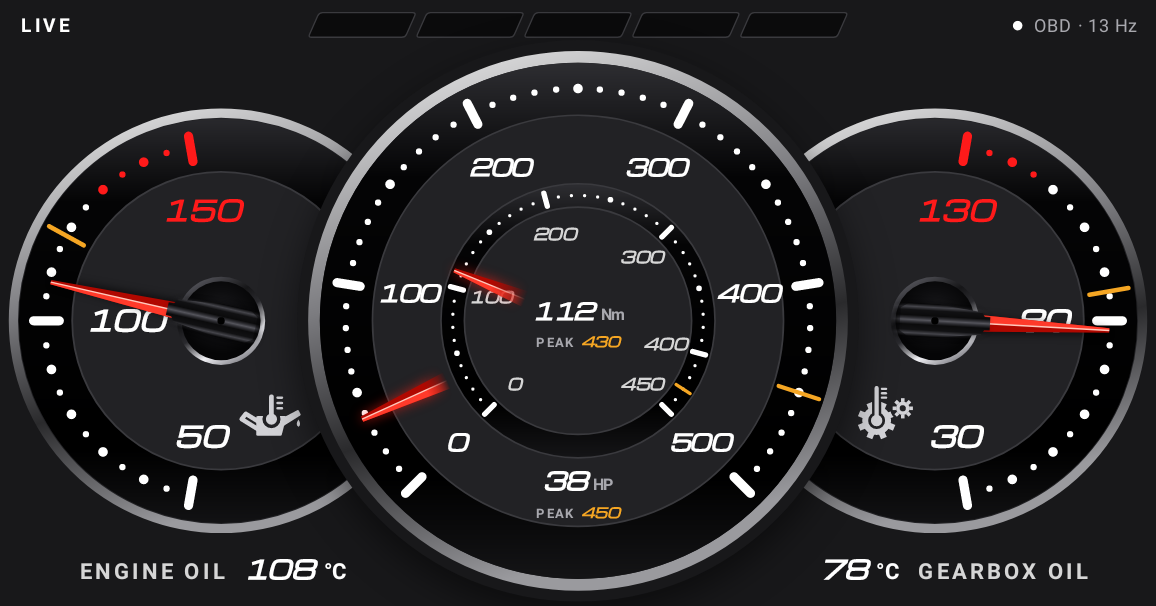 LIVE
OBD · 13 Hz
200 300
150
130
200
300
100
100
400
112 Nm
100
80
PEAK 430
400
0
450
50
0
500
30
38 HP
PEAK 450
ENGINE OIL 108 °C
78 °C GEARBOX OIL